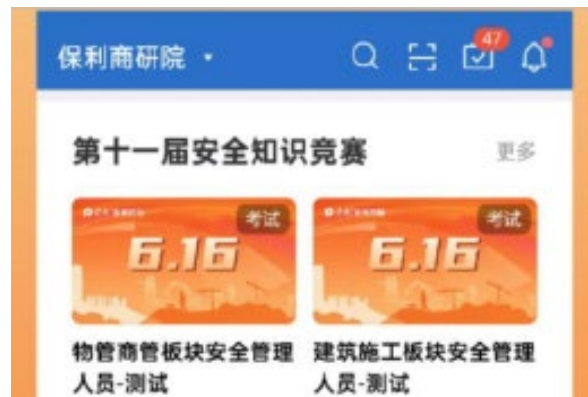 保利商研院
47
第十一届安全知识竞赛
更多
考试
6.16
考试
6.16
物管商管板块安全管理
人员-测试
建筑施工板块安全管理
人员-测试